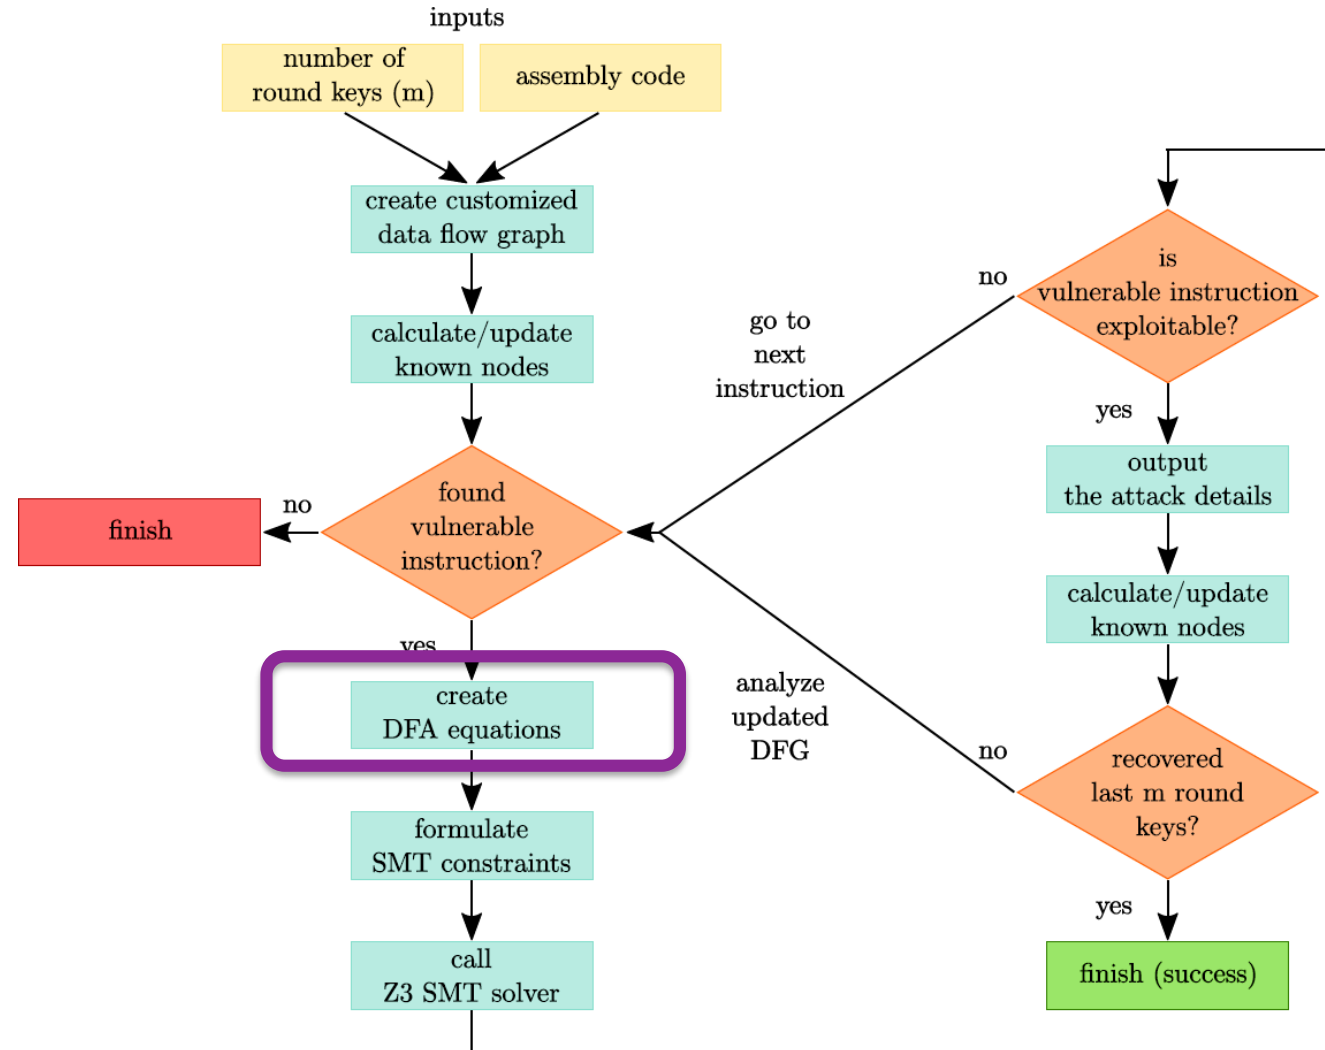 inputs
number of
round keys (m)
assembly code
create customized
data flow graph
calculate/update
known nodes
found
vulnerable
instruction?
no
finish
yes
create
DFA equations
formulate
SMT constraints
call
Z3 SMT solver
is
vulnerable instruction
exploitable?
no
go to
next
instruction
yes
output
the attack details
calculate/update
known nodes
recovered
last m round
keys?
no
analyze
updated
DFG
yes
finish (success)